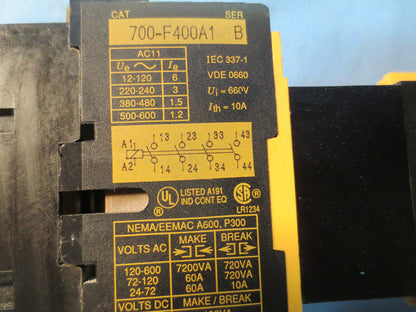 CAT SER
700-F400A1 B
AC11
Ue Ie
12-120 6
220-240 3
380-480 1.5
500-600 1.2
IEC 337-1
VDE 0660
Ui = 660V
Ith = 10A
13 23 33 43
A1
A2
14 24 34 44
UL
LISTED A191
IND CONT EQ
SA
LR1234
NEMA/EEMAC A600, P300
VOLTS AC MAKE BREAK
120-600 7200VA 720VA
72-120 60A 720VA
24-72 60A 10A
VOLTS DC MAKE / BREAK